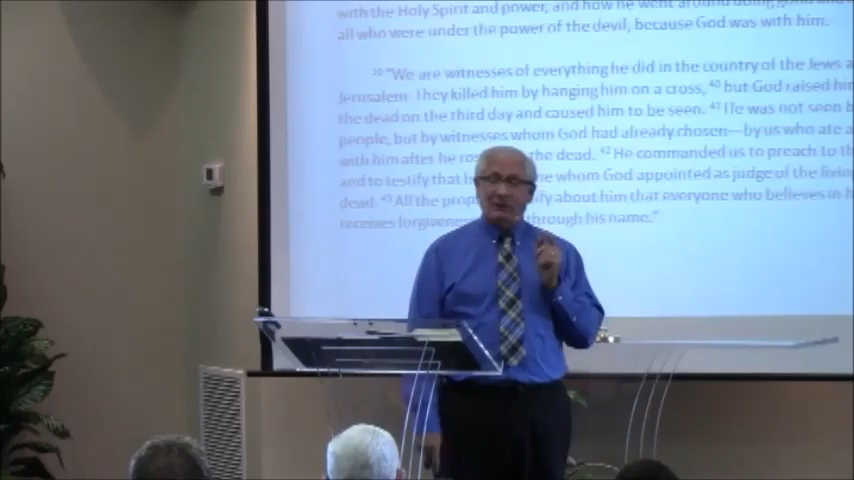 with the Holy Spirit and power, and how he went around doing good and
all who were under the power of the devil, because God was with him.
39 "We are witnesses of everything he did in the country of the Jews a
Jerusalem. They killed him by hanging him on a cross, 40 but God raised him
the dead on the third day and caused him to be seen. 41 He was not seen b
people, but by witnesses whom God had already chosen—by us who ate a
with him after he ros the dead. 42 He commanded us to preach to th
and to testify that h ne whom God appointed as judge of the living
dead. 43 All the prop ify about him that everyone who believes in h
receives forgiveness through his name."